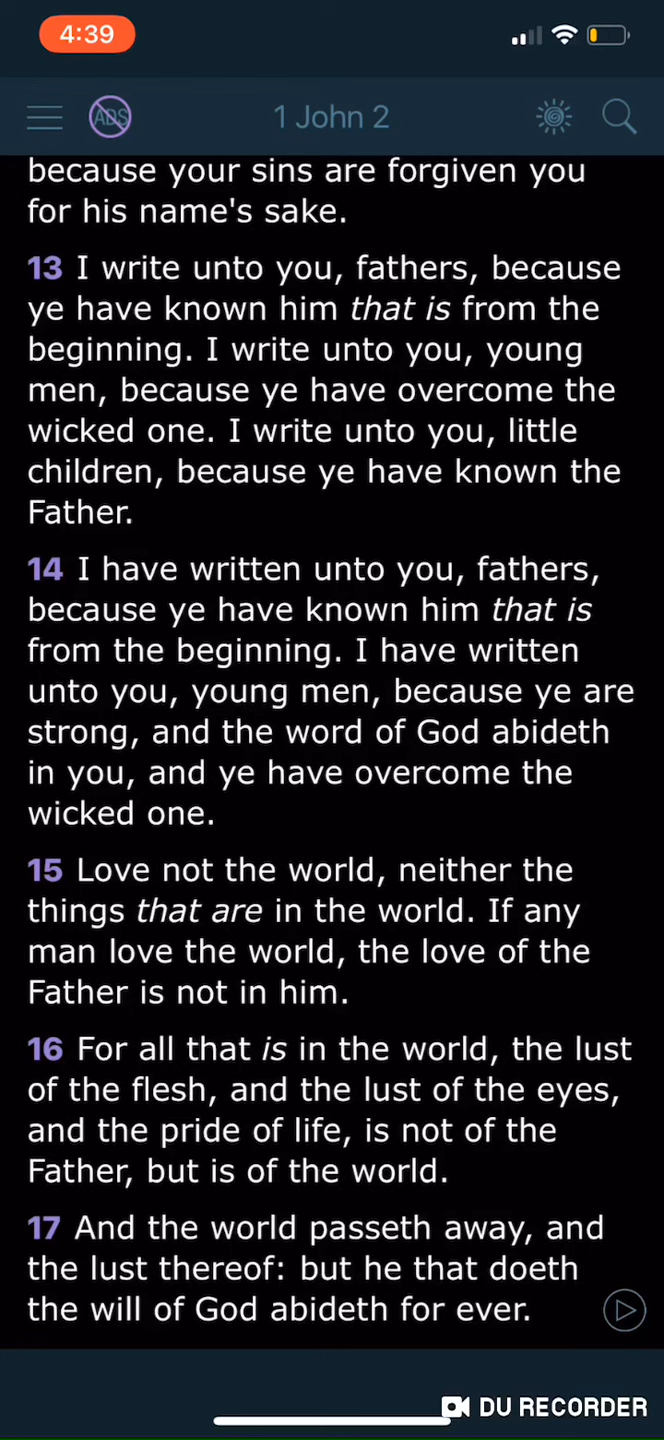 4:39
ADS
1 John 2
because your sins are forgiven you
for his name's sake.
13 I write unto you, fathers, because
ye have known him that is from the
beginning. I write unto you, young
men, because ye have overcome the
wicked one. I write unto you, little
children, because ye have known the
Father.
14 I have written unto you, fathers,
because ye have known him that is
from the beginning. I have written
unto you, young men, because ye are
strong, and the word of God abideth
in you, and ye have overcome the
wicked one.
15 Love not the world, neither the
things that are in the world. If any
man love the world, the love of the
Father is not in him.
16 For all that is in the world, the lust
of the flesh, and the lust of the eyes,
and the pride of life, is not of the
Father, but is of the world.
17 And the world passeth away, and
the lust thereof: but he that doeth
the will of God abideth for ever.
DU RECORDER